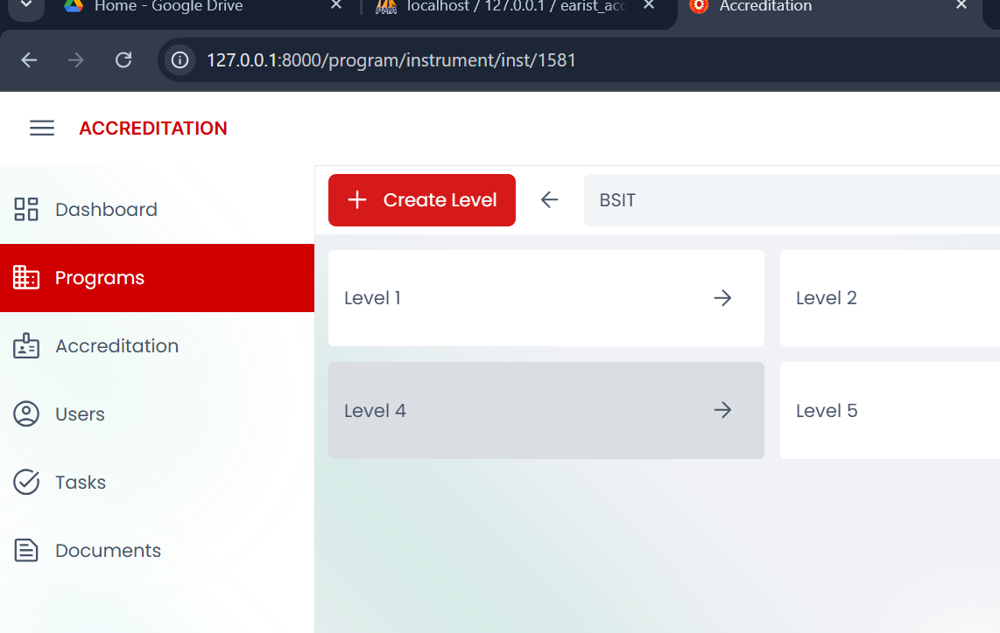 Home - Google Drive
localhost / 127.0.0.1 / earist_acc
Accreditation
127.0.0.1:8000/program/instrument/inst/1581
ACCREDITATION
Dashboard
Programs
Accreditation
Users
Tasks
Documents
Create Level
BSIT
Level 1
Level 2
Level 4
Level 5